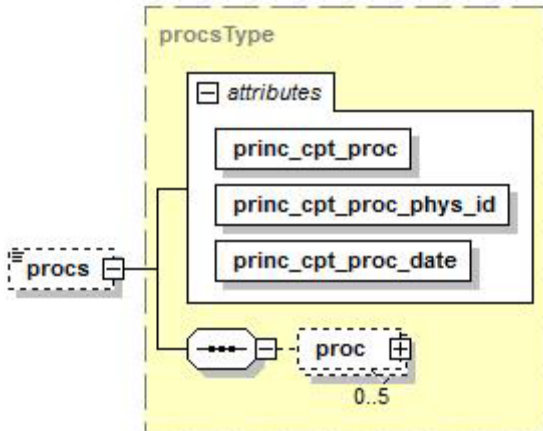 procsType
attributes
princ_cpt_proc
princ_cpt_proc_phys_id
princ_cpt_proc_date
procs
proc
0..5